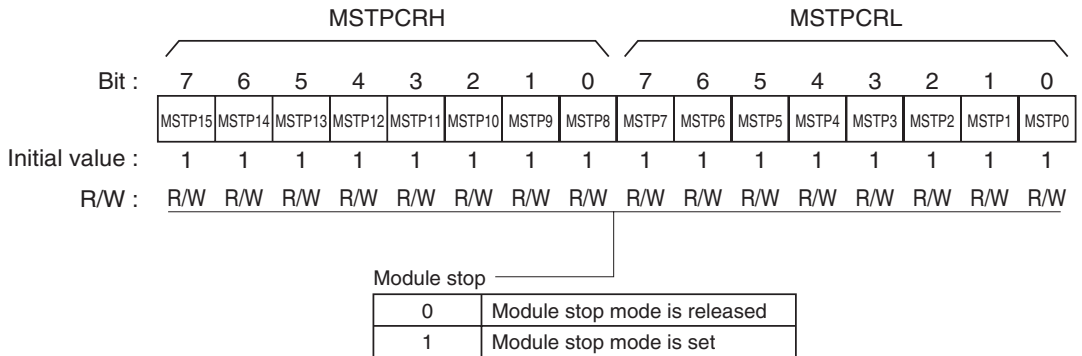 MSTPCRH MSTPCRL
Bit : 7 6 5 4 3 2 1 0 7 6 5 4 3 2 1 0
MSTP15 MSTP14 MSTP13 MSTP12 MSTP11 MSTP10 MSTP9 MSTP8 MSTP7 MSTP6 MSTP5 MSTP4 MSTP3 MSTP2 MSTP1 MSTP0
Initial value : 1 1 1 1 1 1 1 1 1 1 1 1 1 1 1 1
R/W : R/W R/W R/W R/W R/W R/W R/W R/W R/W R/W R/W R/W R/W R/W R/W R/W
Module stop
0 Module stop mode is released
1 Module stop mode is set